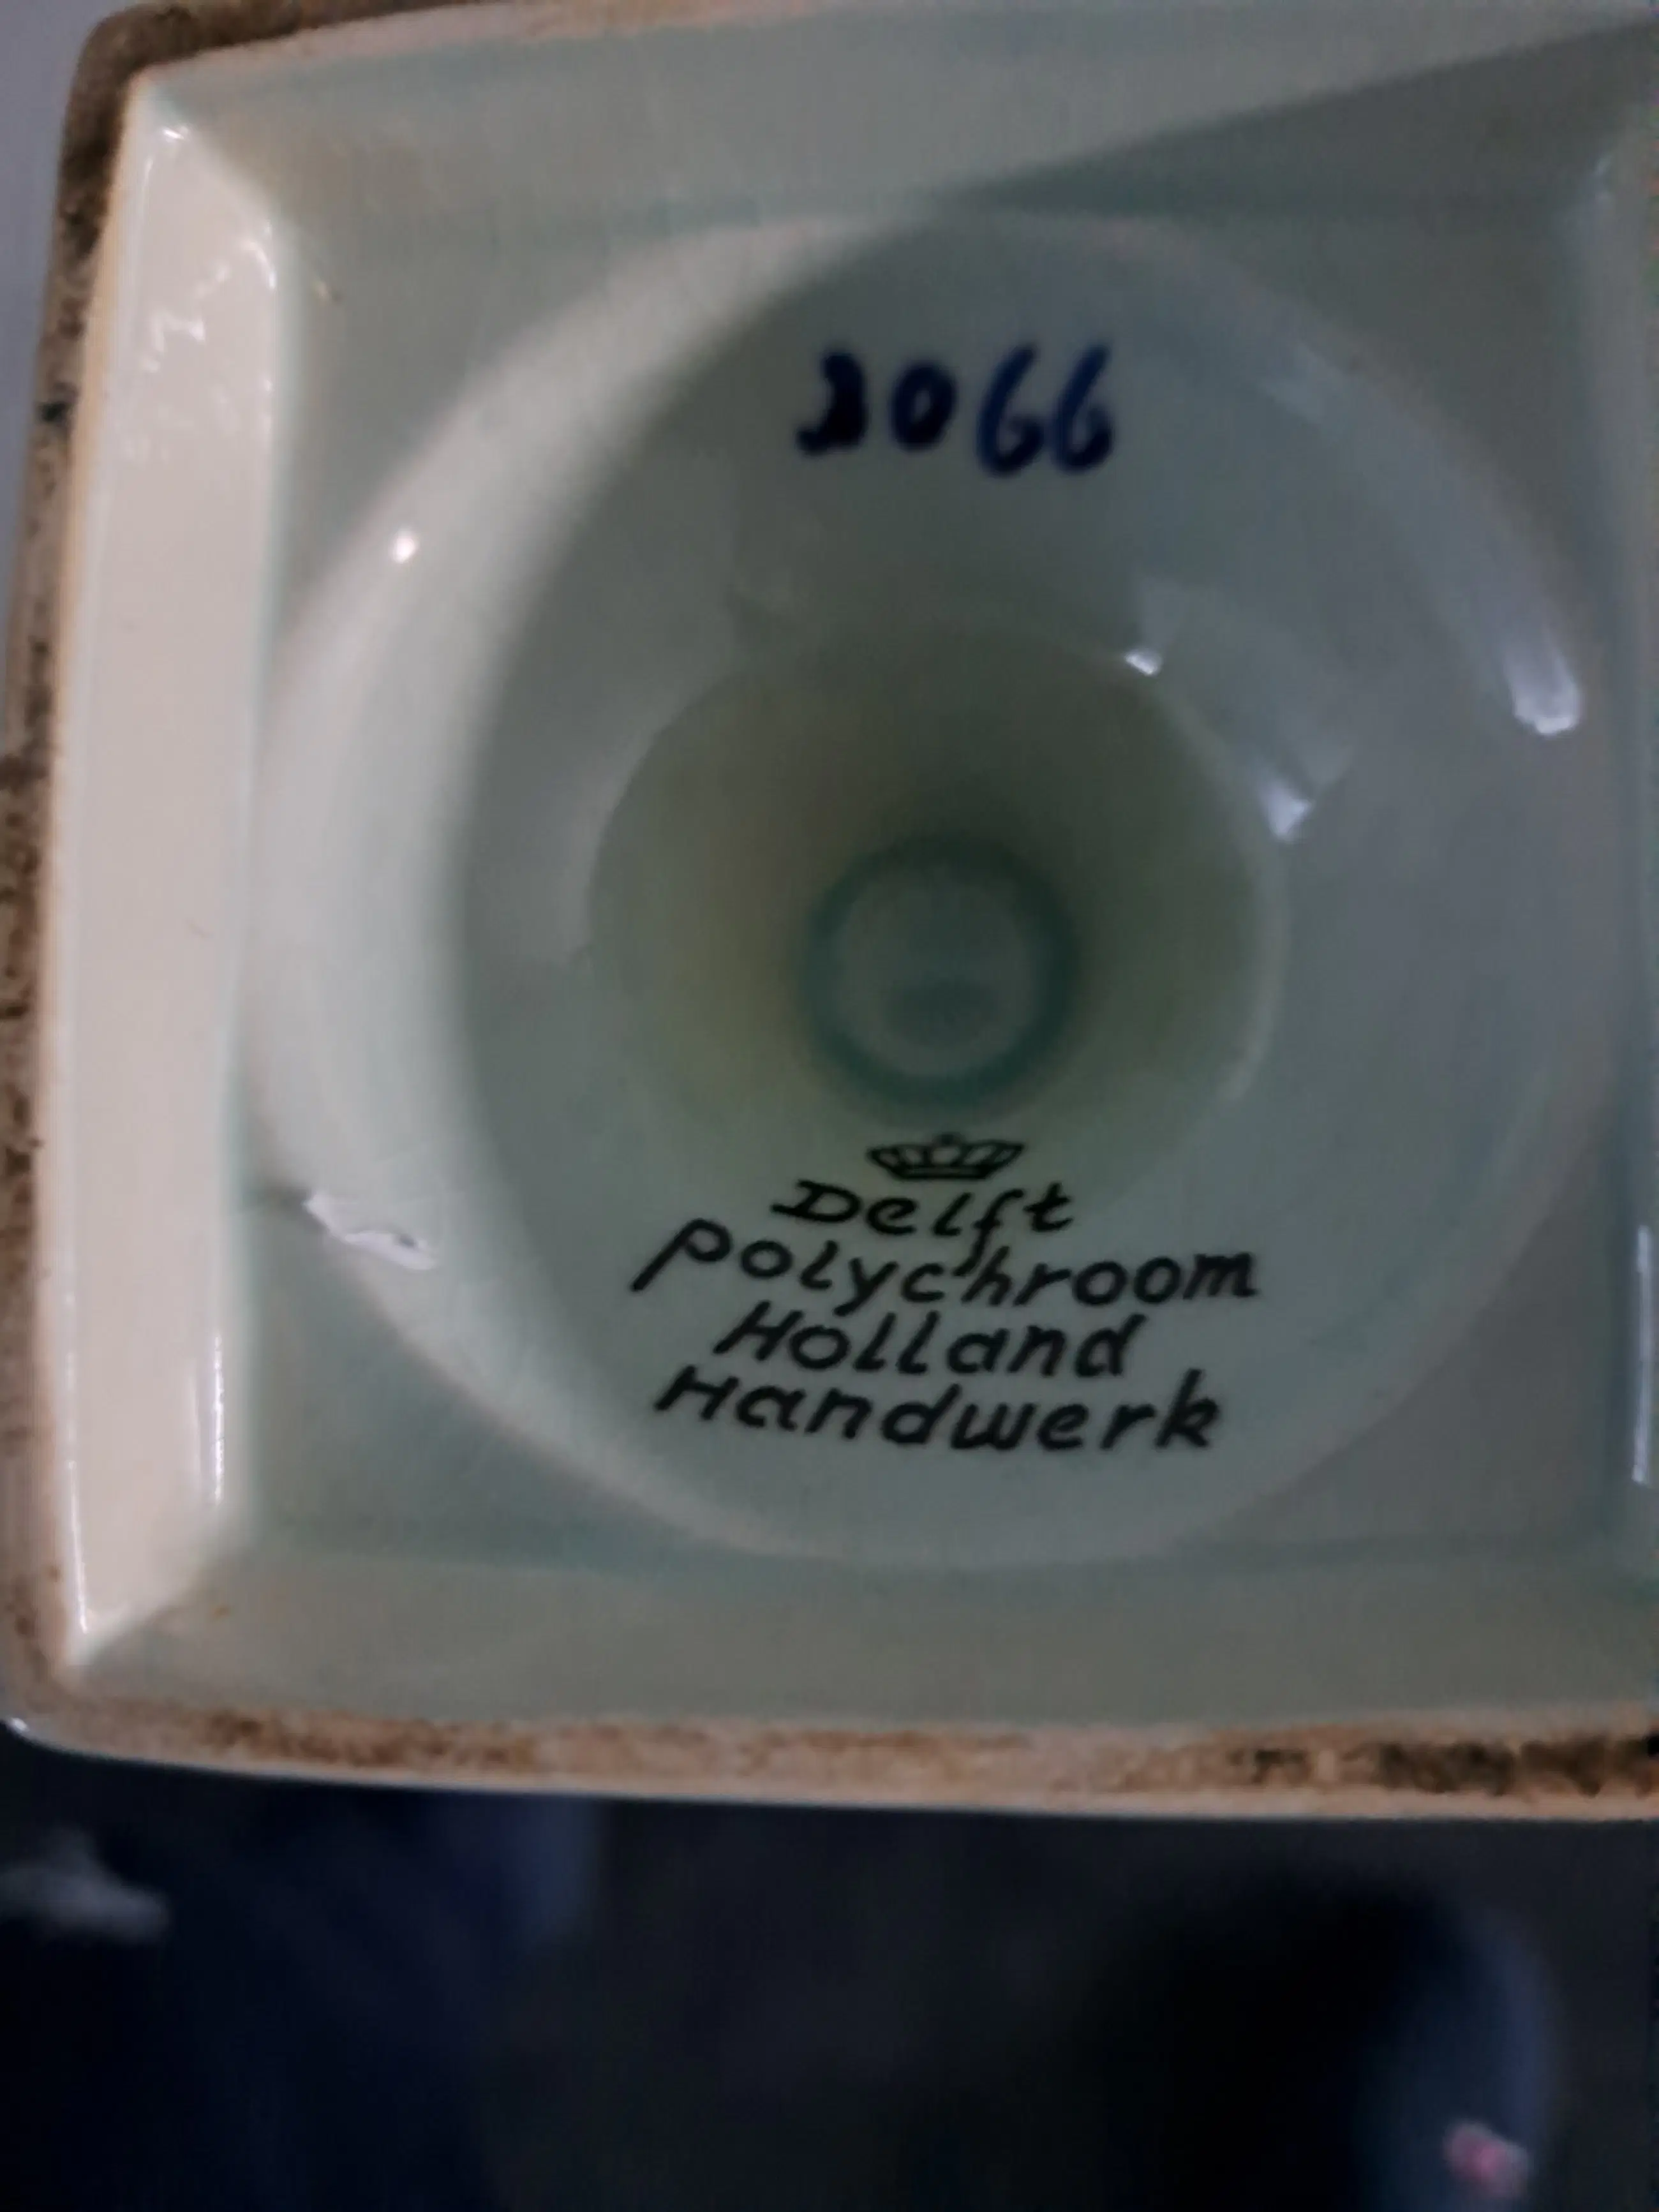 2066
Delft
polychroom
Holland
Handwerk